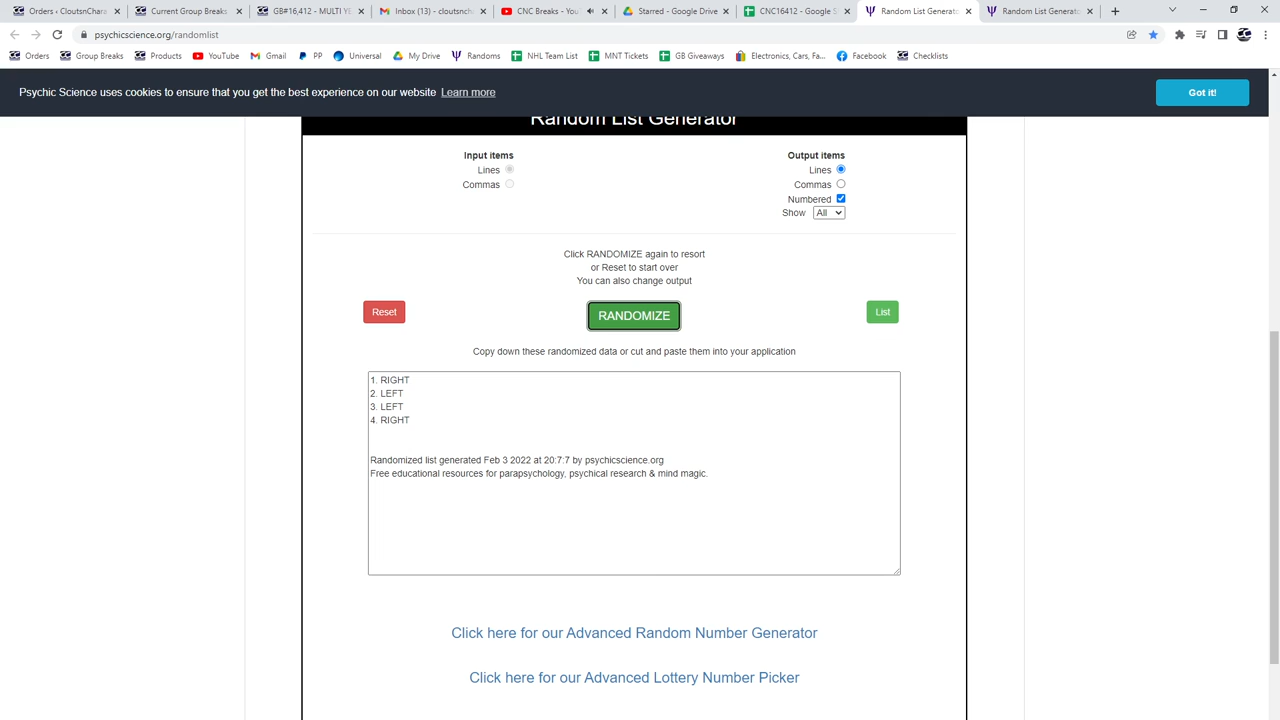 Orders ‹ CloutsnChara
Current Group Breaks
GB#16,412 - MULTI YE
Inbox (13) - cloutsnch
CNC Breaks - You
Starred - Google Drive
CNC16412 - Google S
Random List Generator
Random List Generato
psychicscience.org/randomlist
Orders Group Breaks Products YouTube Gmail PP Universal My Drive Randoms NHL Team List MNT Tickets GB Giveaways Electronics, Cars, Fa... Facebook Checklists
Psychic Science uses cookies to ensure that you get the best experience on our website Learn more
Got it!
Random List Generator
Input items
Lines
Commas
Output items
Lines
Commas
Numbered
Show All
Click RANDOMIZE again to resort
or Reset to start over
You can also change output
Reset
RANDOMIZE
List
Copy down these randomized data or cut and paste them into your application
1. RIGHT
2. LEFT
3. LEFT
4. RIGHT
Randomized list generated Feb 3 2022 at 20:7:7 by psychicscience.org
Free educational resources for parapsychology, psychical research & mind magic.
Click here for our Advanced Random Number Generator
Click here for our Advanced Lottery Number Picker